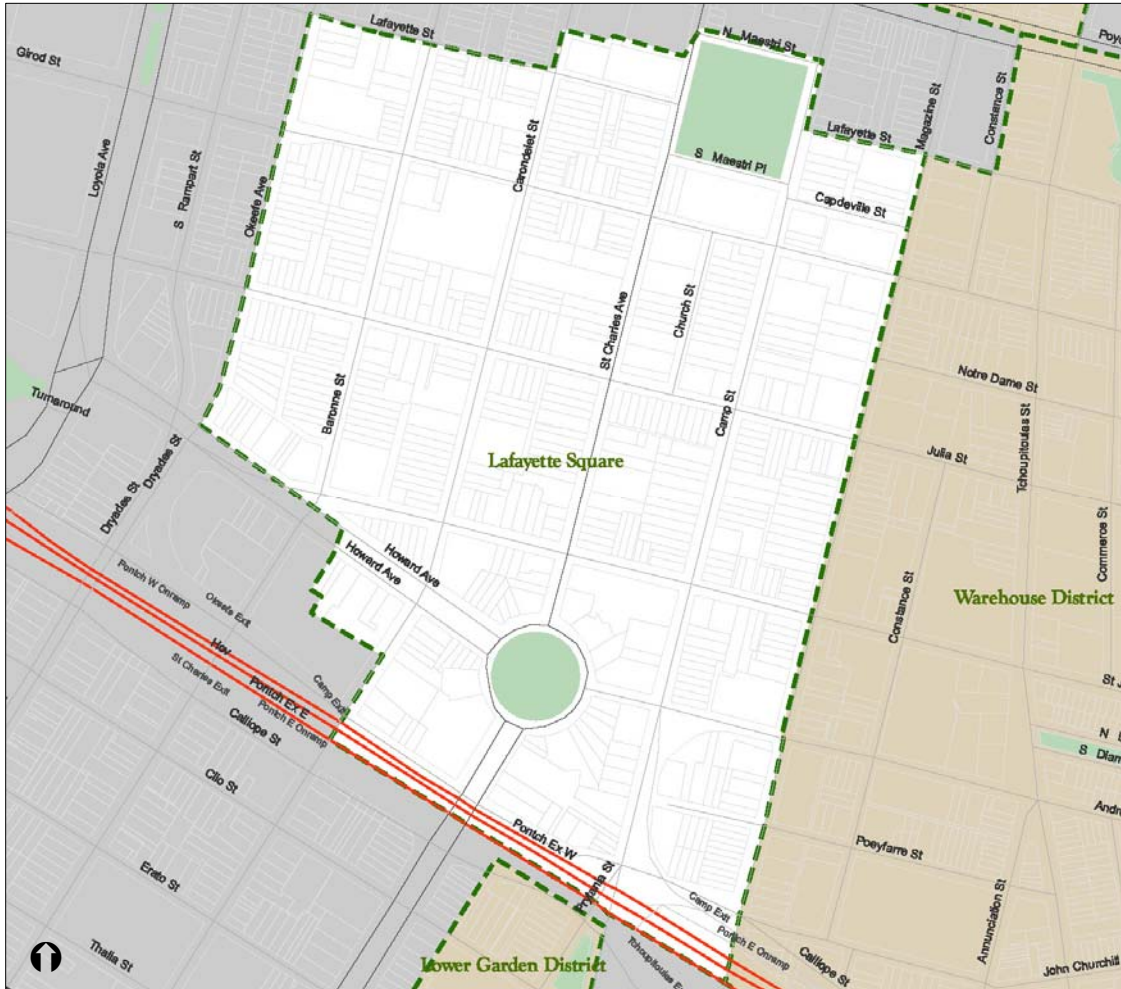 Lafayette St
N Maestri St
Girod St
Magazine St
Constance St
Lafayette St
Carondelet St
S Maestri Pl
Loyola Ave
S Rampart St
Okeefe Ave
Capdeville St
St Charles Ave
Church St
Notre Dame St
Turnaround
Baronne St
Camp St
Tchoupitoulas St
Julia St
Dryades St
Dryades St
Lafayette Square
Commerce St
Howard Ave
Howard Ave
Pontch W Onramp
Okeefe Exit
Constance St
Warehouse District
Hov
St Charles Exit
Pontch Ex E
Camp Exit
Pontch E Onramp
Calliope St
S Diam
Clio St
Andr
Pontch Ex W
Poeyfarre St
Erato St
Prytania St
Camp Exit
Annunciation St
Pontch E Onramp
Thalia St
Lower Garden District
Calliope St
John Churchill